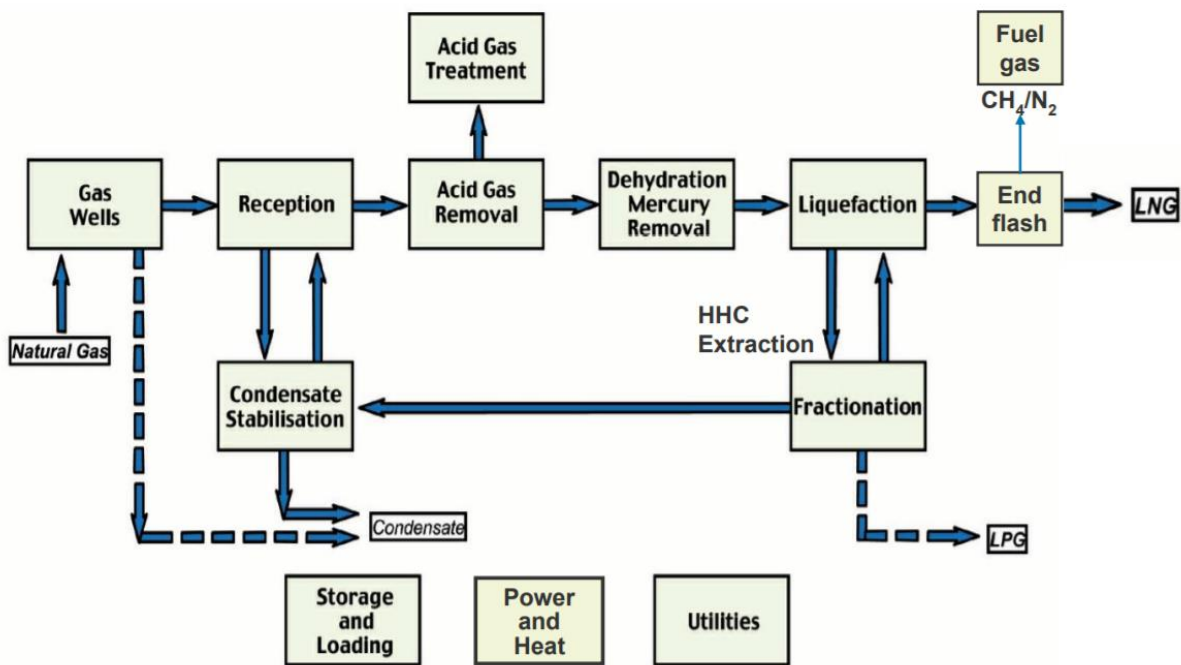 Acid Gas
Treatment
Fuel
gas
CH₄/N₂
Gas
Wells
Reception
Acid Gas
Removal
Dehydration
Mercury
Removal
Liquefaction
End
flash
LNG
Natural Gas
HHC
Extraction
Condensate
Stabilisation
Fractionation
Condensate
LPG
Storage
and
Loading
Power
and
Heat
Utilities